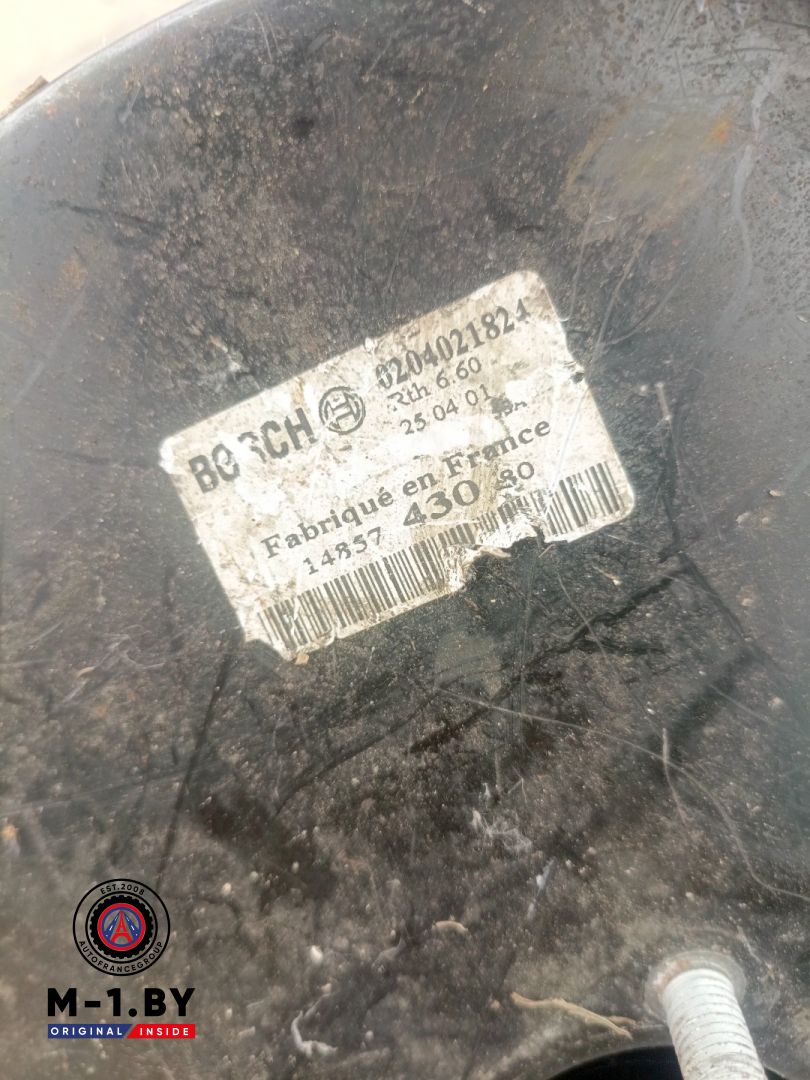 BOSCH
0204021824
Rth 6.60
25 04 01
Fabriqué en France
14857 430 80
EST.2008
AUTOFRANCEGROUP
M-1.BY
ORIGINAL INSIDE